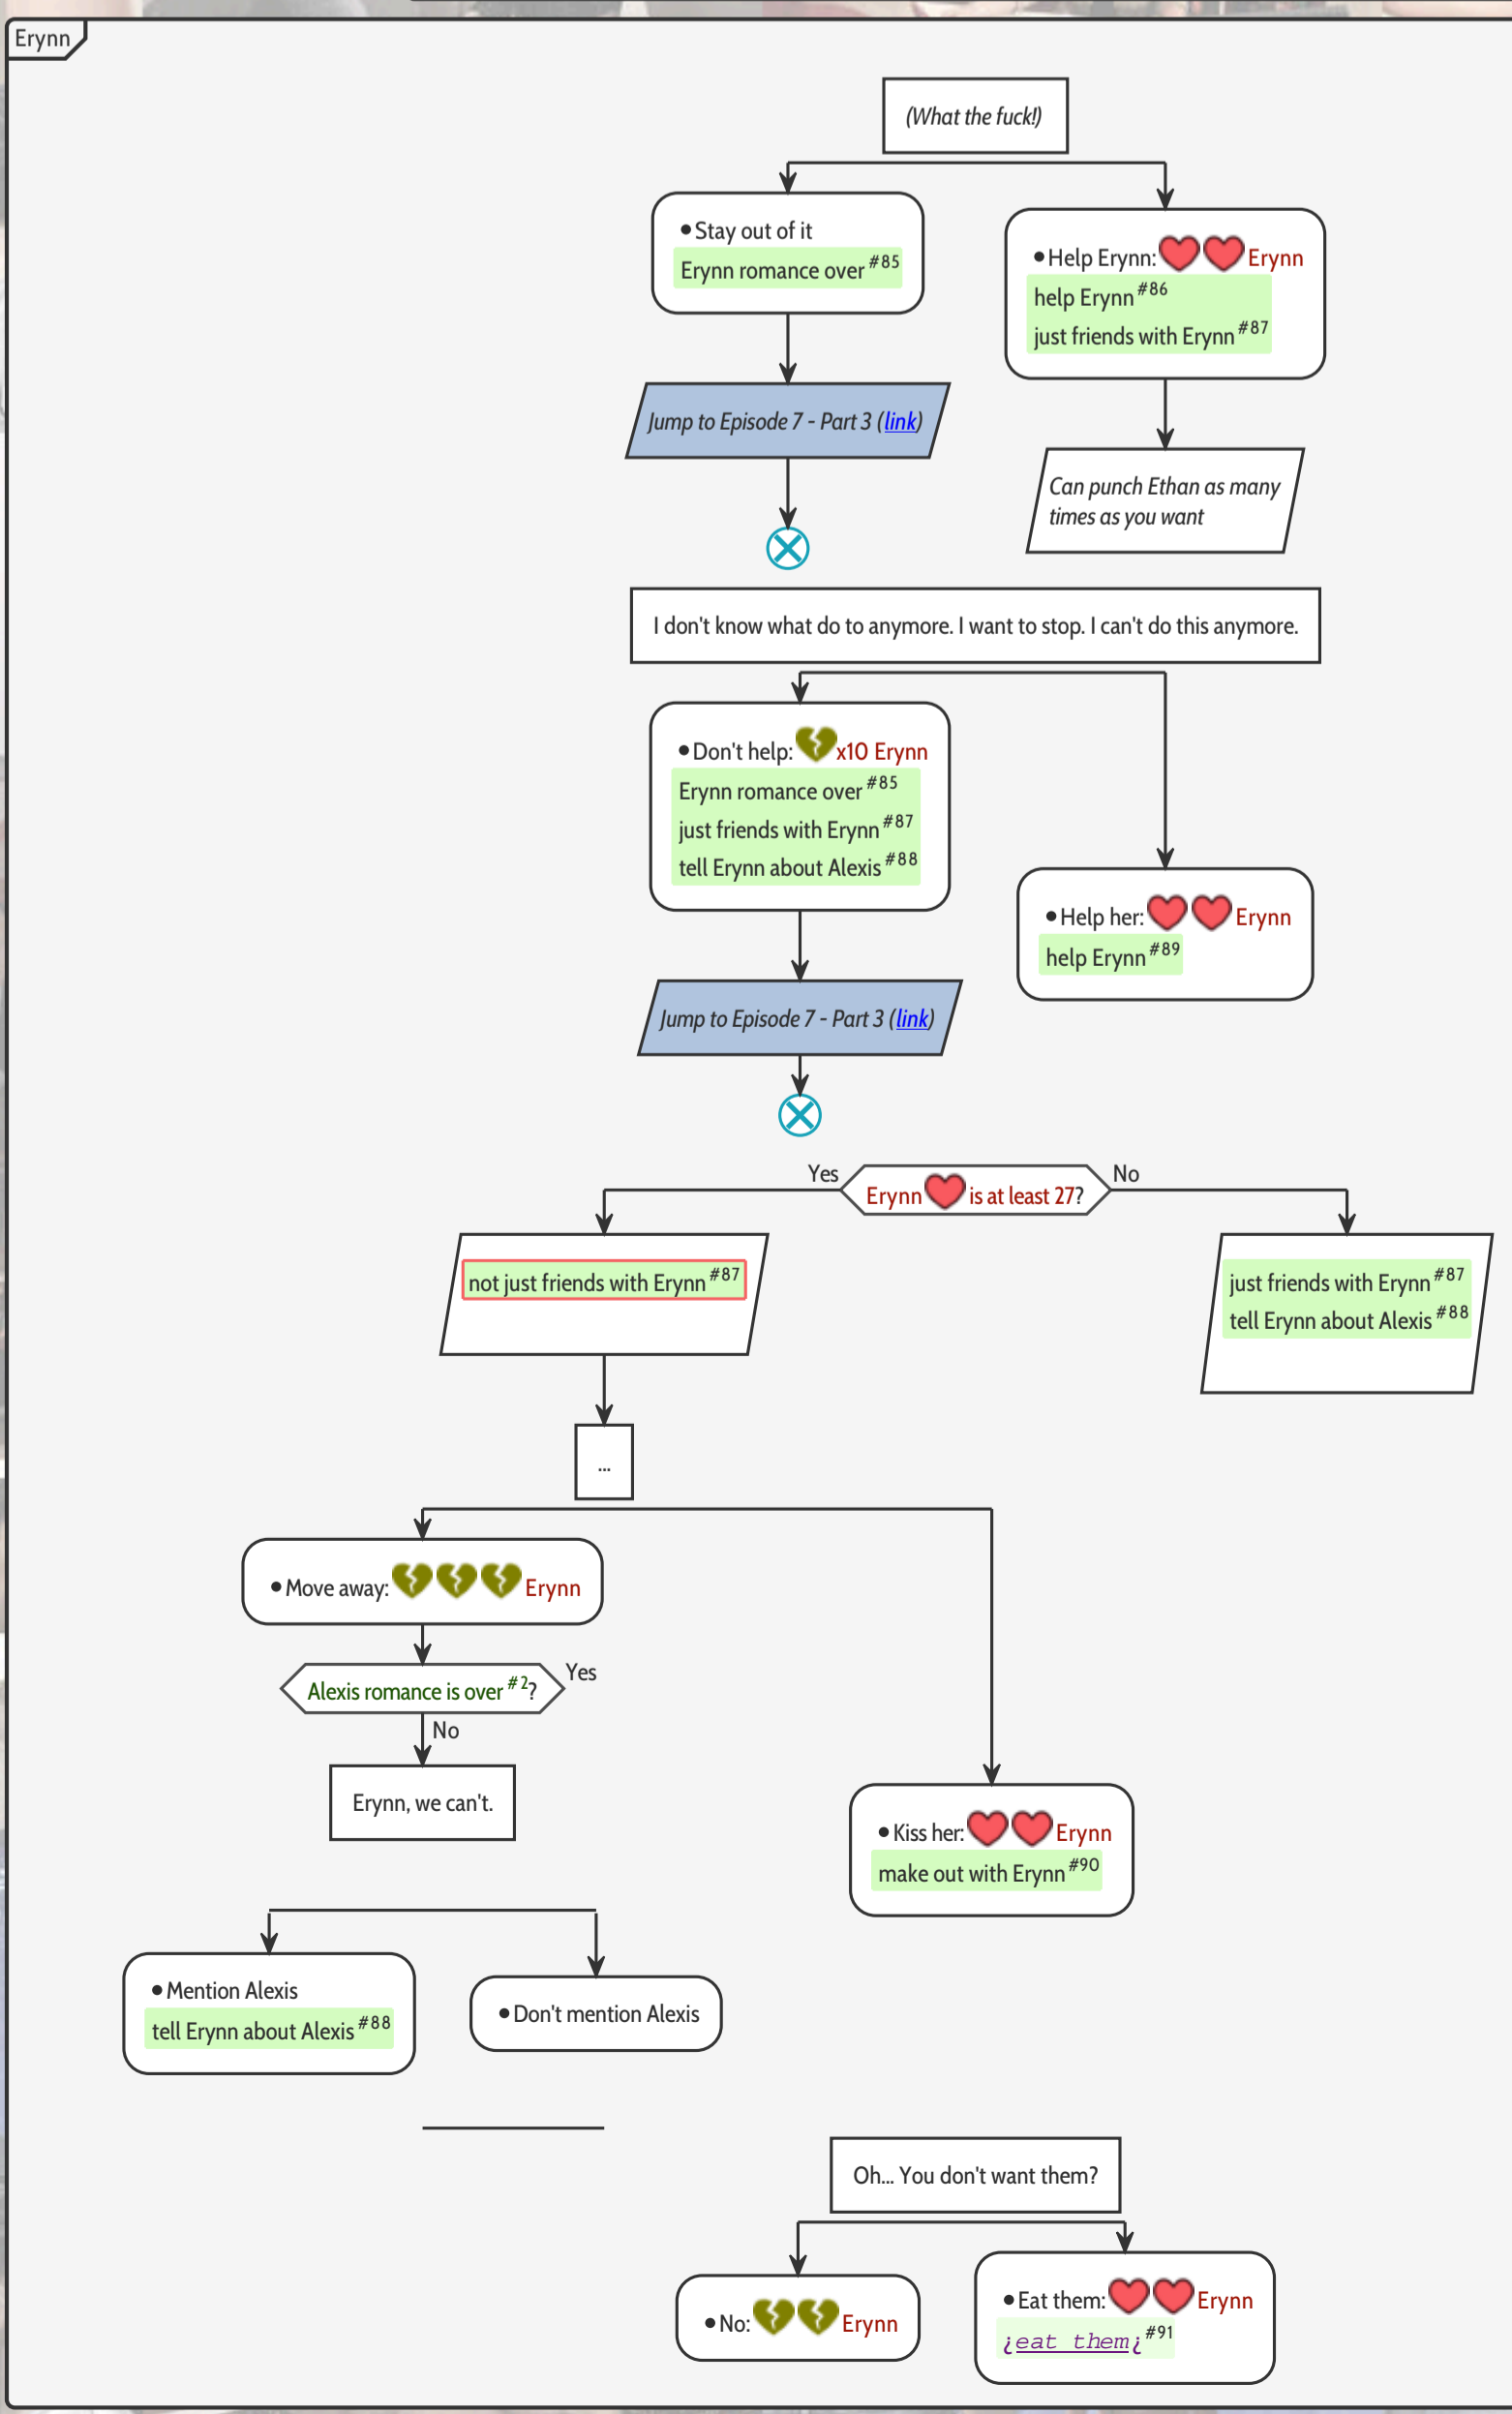 Erynn
(What the fuck!)
• Stay out of it
Erynn romance over #85
• Help Erynn: Erynn
help Erynn #86
just friends with Erynn #87
Jump to Episode 7 - Part 3 (link)
Can punch Ethan as many
times as you want
I don't know what do to anymore. I want to stop. I can't do this anymore.
• Don't help: x10 Erynn
Erynn romance over #85
just friends with Erynn #87
tell Erynn about Alexis #88
• Help her: Erynn
help Erynn #89
Jump to Episode 7 - Part 3 (link)
Yes
Erynn is at least 27?
No
not just friends with Erynn #87
just friends with Erynn #87
tell Erynn about Alexis #88
...
• Move away: Erynn
Alexis romance is over #2?
Yes
No
Erynn, we can't.
• Kiss her: Erynn
make out with Erynn #90
• Mention Alexis
tell Erynn about Alexis #88
• Don't mention Alexis
Oh... You don't want them?
• No: Erynn
• Eat them: Erynn
¿eat them¿ #91